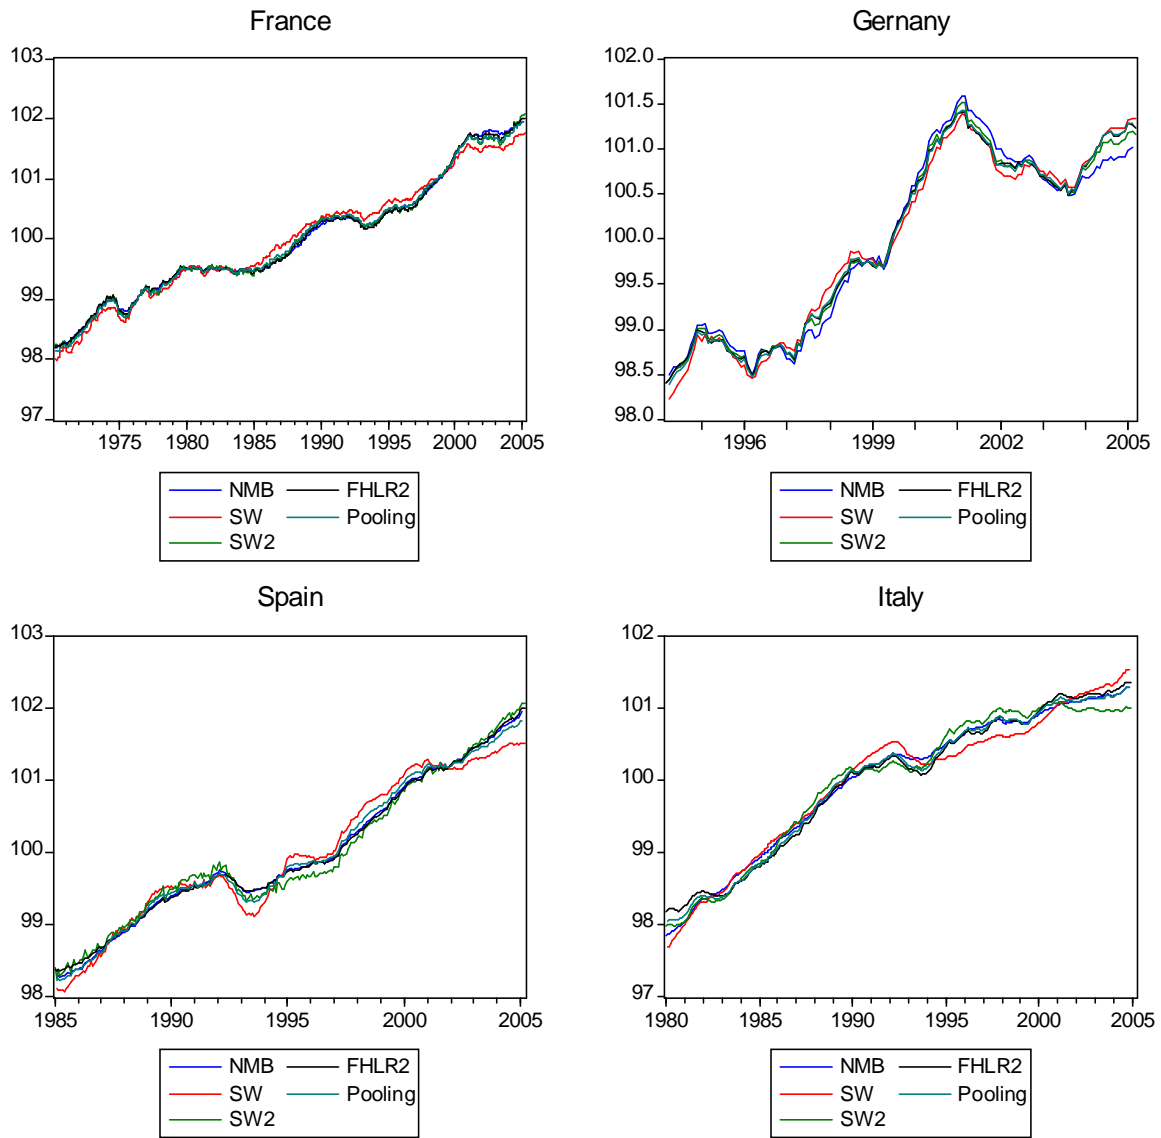 France
103
102
101
100
99
98
97
1975 1980 1985 1990 1995 2000 2005
NMB FHLR2
SW Pooling
SW2
Gernany
102.0
101.5
101.0
100.5
100.0
99.5
99.0
98.5
98.0
1996 1999 2002 2005
NMB FHLR2
SW Pooling
SW2
Spain
103
102
101
100
99
98
1985 1990 1995 2000 2005
NMB FHLR2
SW Pooling
SW2
Italy
102
101
100
99
98
97
1980 1985 1990 1995 2000 2005
NMB FHLR2
SW Pooling
SW2